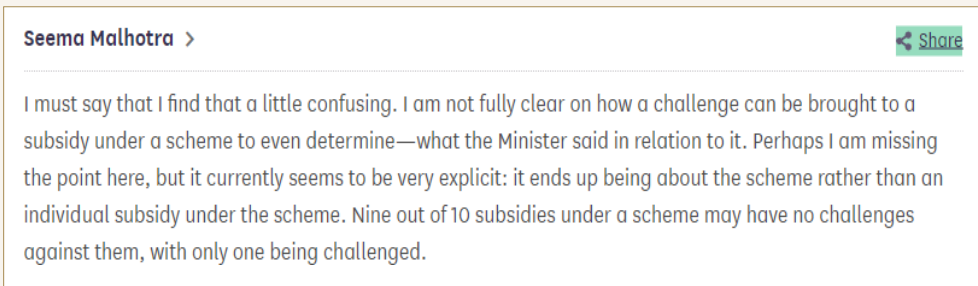 Seema Malhotra
Share
I must say that I find that a little confusing. I am not fully clear on how a challenge can be brought to a
subsidy under a scheme to even determine—what the Minister said in relation to it. Perhaps I am missing
the point here, but it currently seems to be very explicit: it ends up being about the scheme rather than an
individual subsidy under the scheme. Nine out of 10 subsidies under a scheme may have no challenges
against them, with only one being challenged.